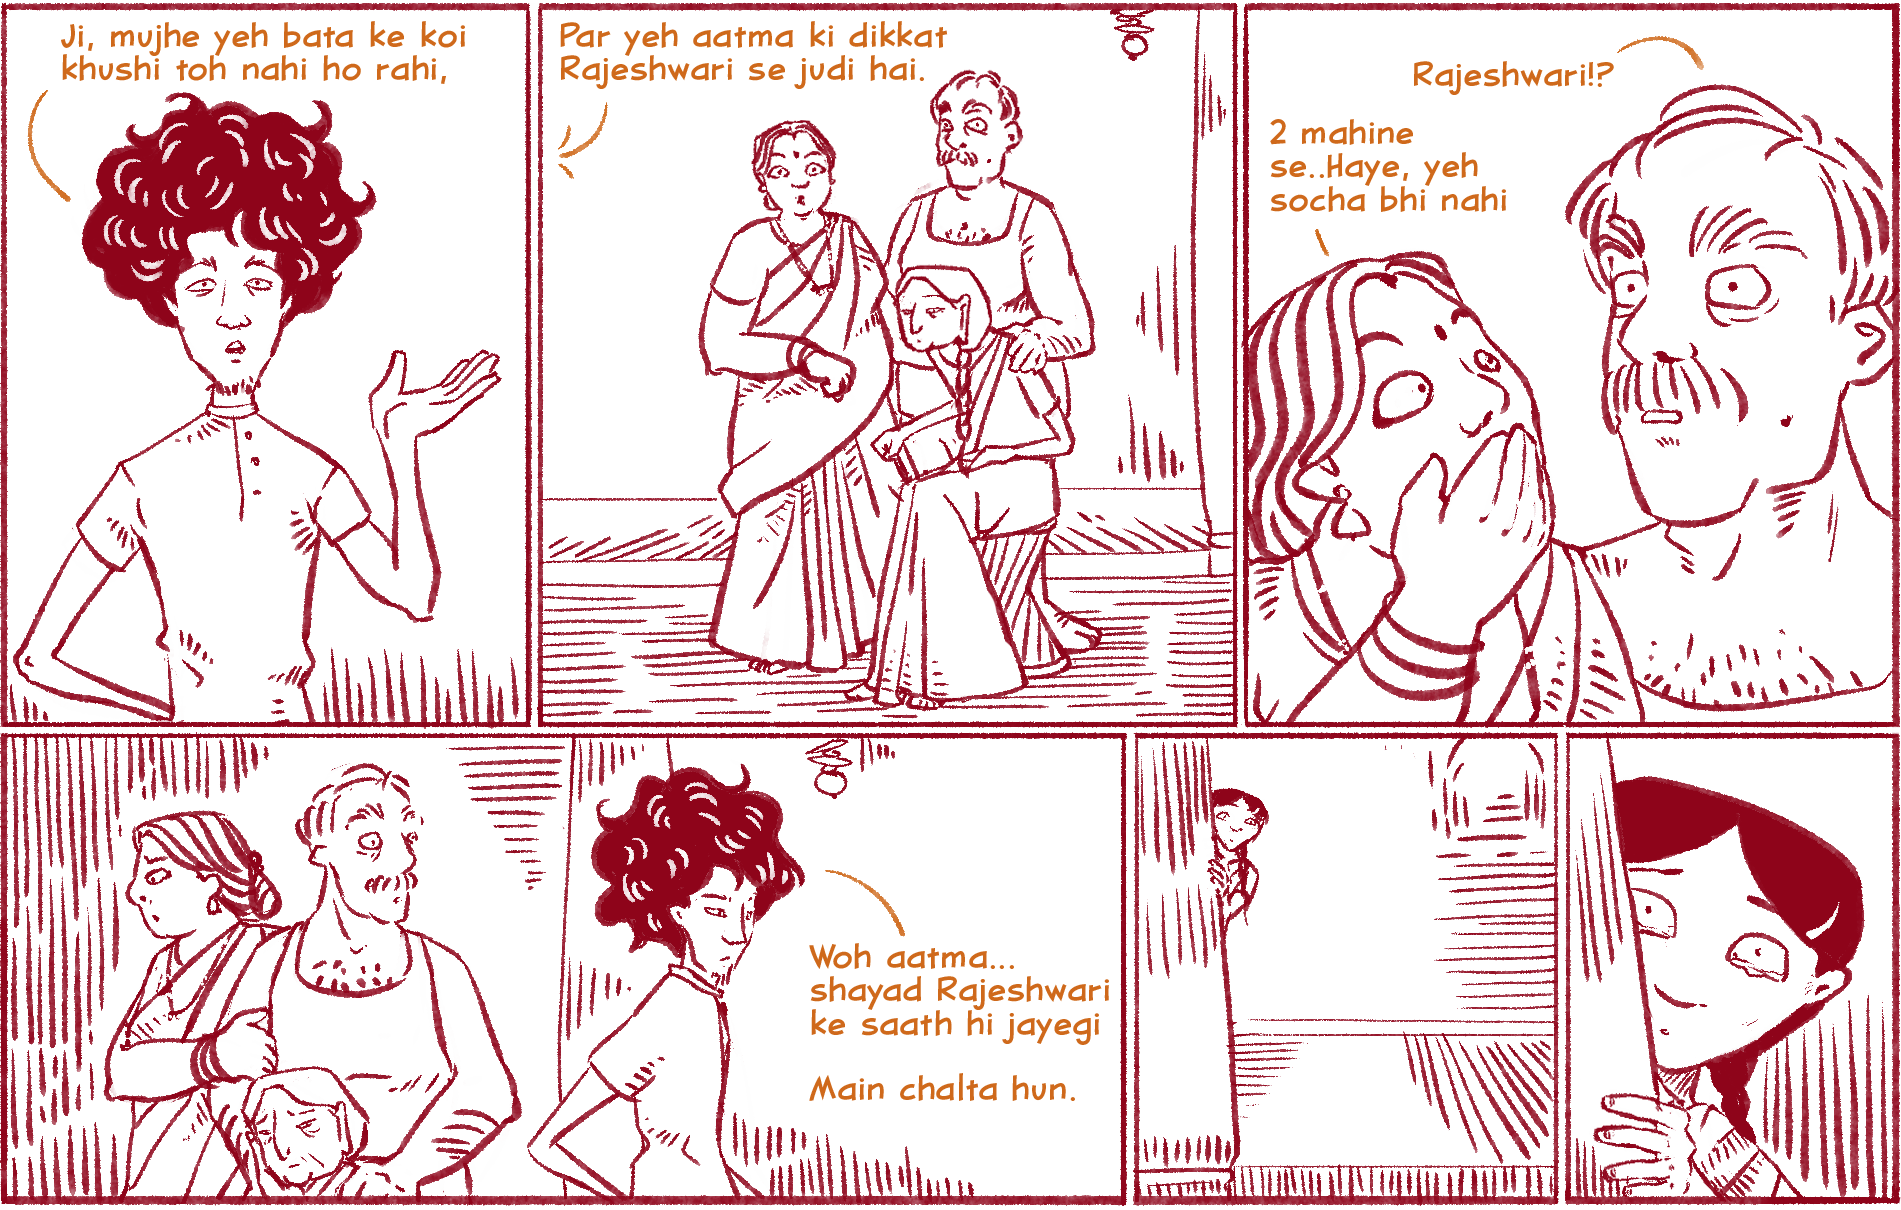 Ji, mujhe yeh bata ke koi
khushi toh nahi ho rahi,
Par yeh aatma ki dikkat
Rajeshwari se judi hai.
Rajeshwari!?
2 mahine
se..Haye, yeh
socha bhi nahi
Woh aatma...
shayad Rajeshwari
ke saath hi jayegi
Main chalta hun.